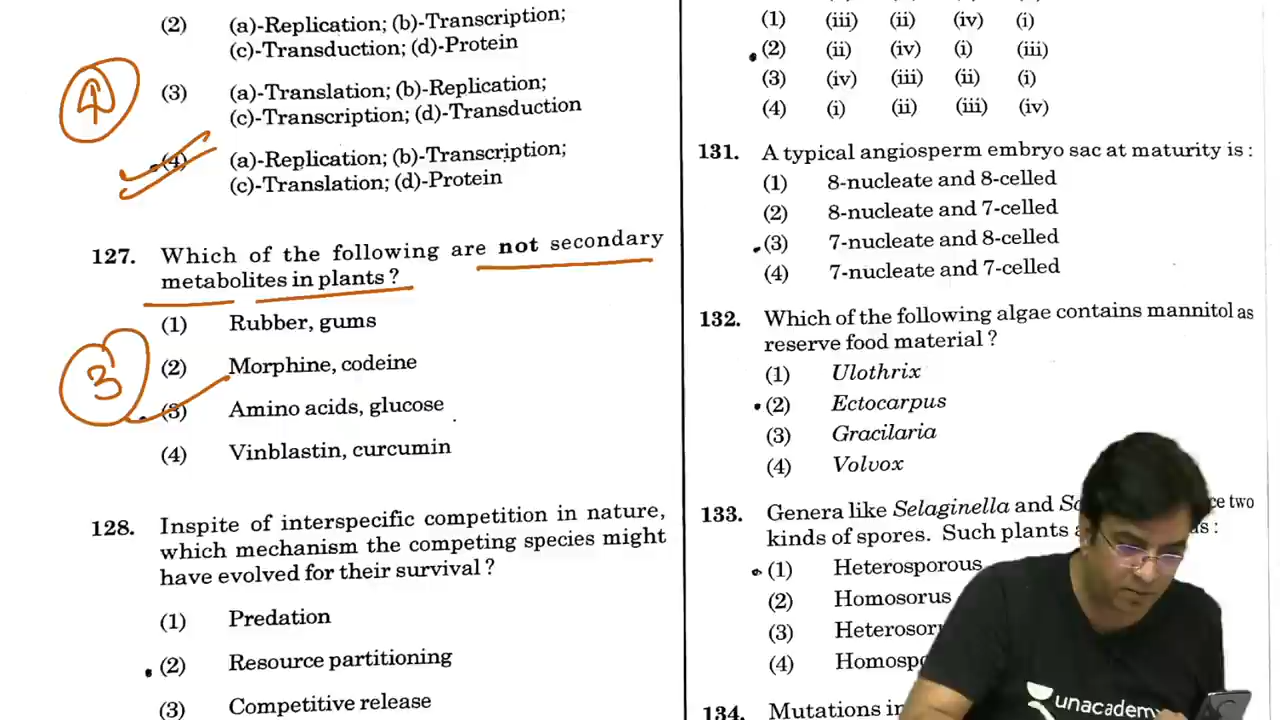 (2) (a)-Replication; (b)-Transcription;
(c)-Transduction; (d)-Protein
4
(3) (a)-Translation; (b)-Replication;
(c)-Transcription; (d)-Transduction
(4) (a)-Replication; (b)-Transcription;
(c)-Translation; (d)-Protein
127. Which of the following are not secondary
metabolites in plants ?
(1) Rubber, gums
(2) Morphine, codeine
3
(3) Amino acids, glucose
(4) Vinblastin, curcumin
128. Inspite of interspecific competition in nature,
which mechanism the competing species might
have evolved for their survival ?
(1) Predation
(2) Resource partitioning
(3) Competitive release
(1) (iii) (ii) (iv) (i)
(2) (ii) (iv) (i) (iii)
(3) (iv) (iii) (ii) (i)
(4) (i) (ii) (iii) (iv)
131. A typical angiosperm embryo sac at maturity is :
(1) 8-nucleate and 8-celled
(2) 8-nucleate and 7-celled
(3) 7-nucleate and 8-celled
(4) 7-nucleate and 7-celled
132. Which of the following algae contains mannitol as
reserve food material ?
(1) Ulothrix
(2) Ectocarpus
(3) Gracilaria
(4) Volvox
133. Genera like Selaginella and two
kinds of spores. Such plants :
(1) Heterosporous
(2) Homosorus
(3)
(4)
134. Mutations in
unacademy